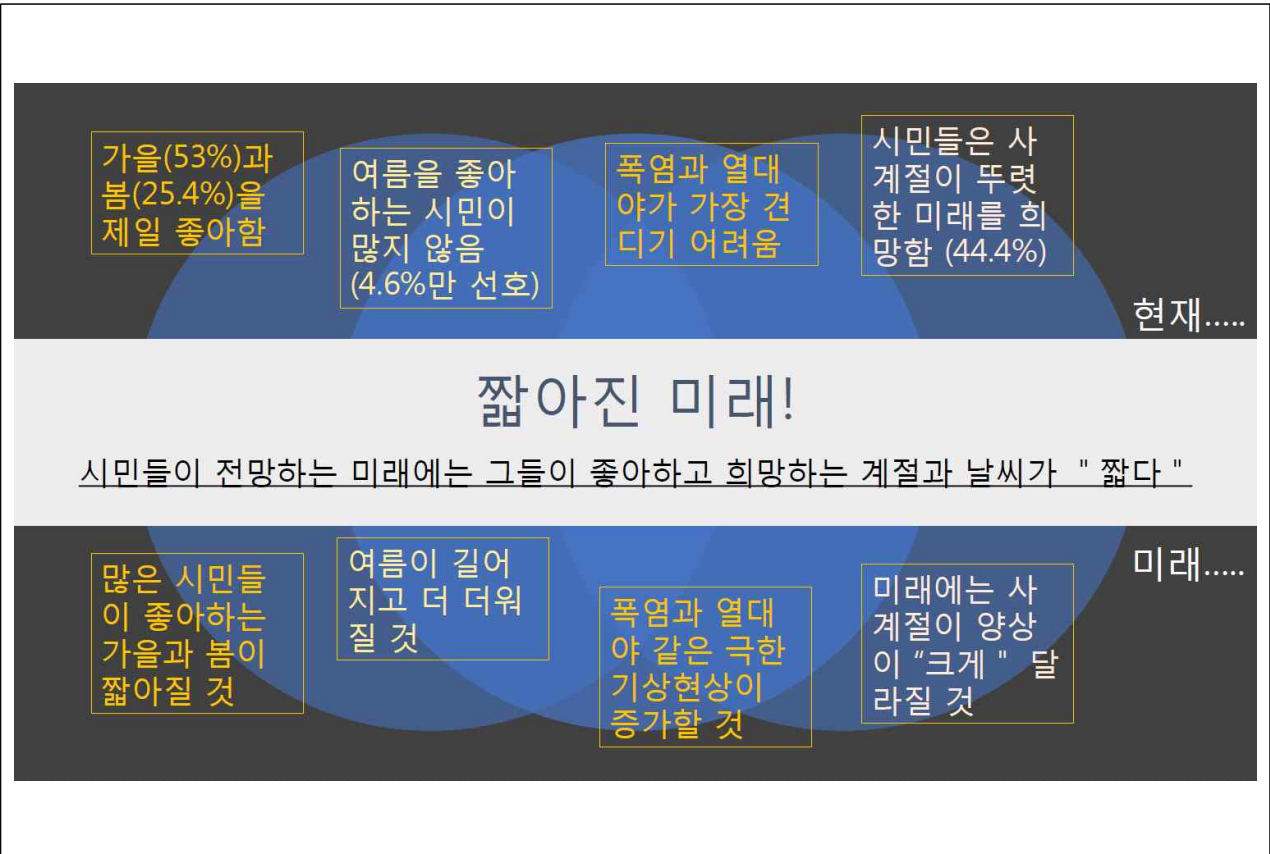 가을(53%)과
봄(25.4%)을
제일 좋아함
여름을 좋아
하는 시민이
많지 않음
(4.6%만 선호)
폭염과 열대
야가 가장 견
디기 어려움
시민들은 사
계절이 뚜렷
한 미래를 희
망함 (44.4%)
현재.....
짧아진 미래!
시민들이 전망하는 미래에는 그들이 좋아하고 희망하는 계절과 날씨가 " 짧다 "
미래.....
많은 시민들
이 좋아하는
가을과 봄이
짧아질 것
여름이 길어
지고 더 더워
질 것
폭염과 열대
야 같은 극한
기상현상이
증가할 것
미래에는 사
계절이 양상
이 “크게 " 달
라질 것